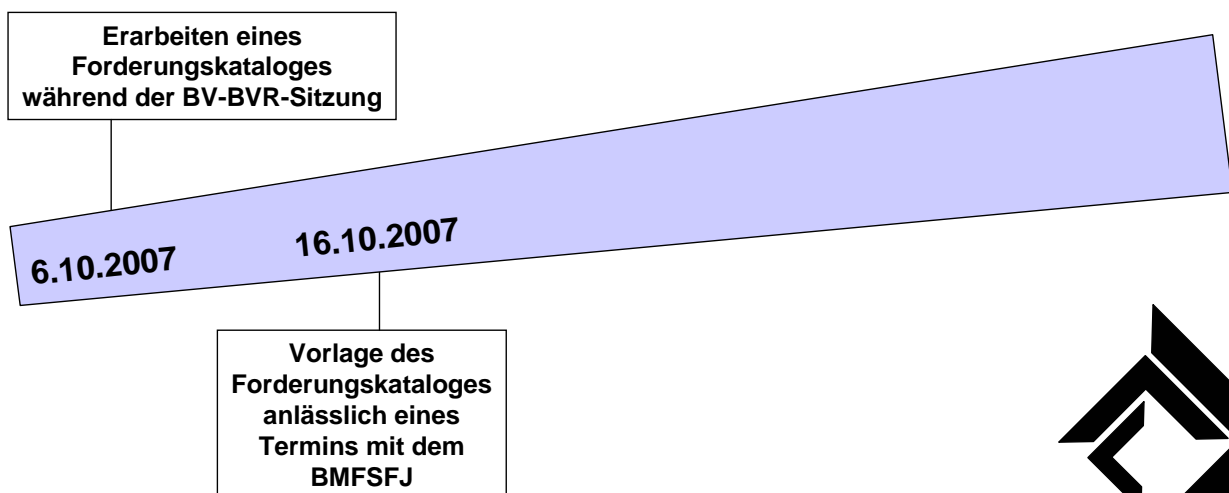 Erarbeiten eines
Forderungskataloges
während der BV-BVR-Sitzung
6.10.2007
16.10.2007
Vorlage des
Forderungskataloges
anlässlich eines
Termins mit dem
BMFSFJ